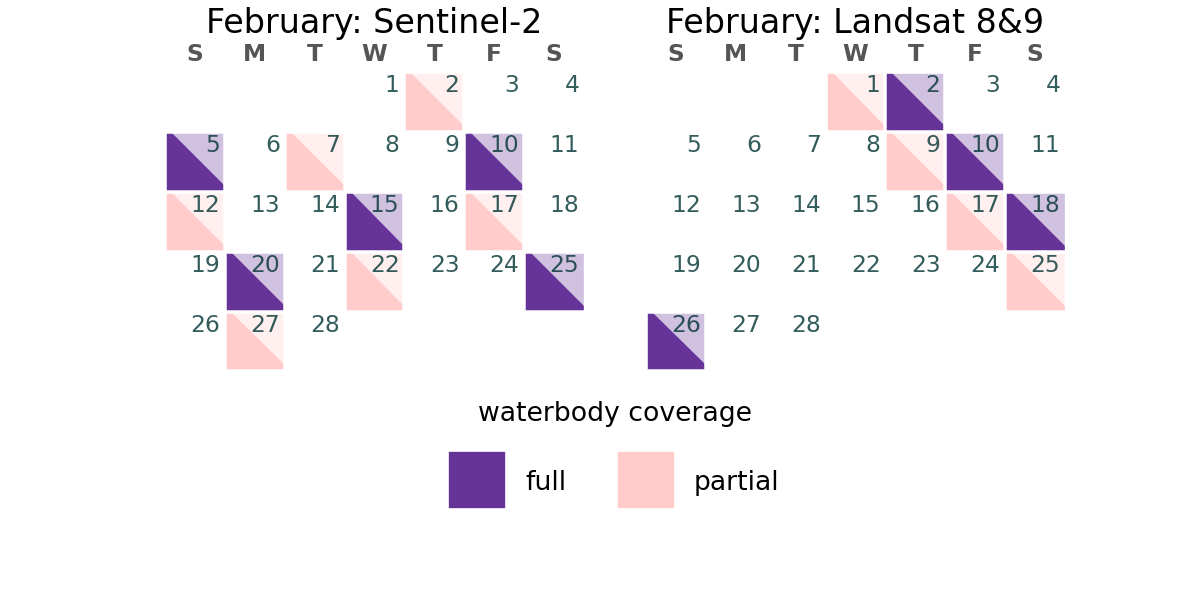 February: Sentinel-2
S M T W T F S
1 2 3 4
5 6 7 8 9 10 11
12 13 14 15 16 17 18
19 20 21 22 23 24 25
26 27 28
February: Landsat 8&9
S M T W T F S
1 2 3 4
5 6 7 8 9 10 11
12 13 14 15 16 17 18
19 20 21 22 23 24 25
26 27 28
waterbody coverage
full
partial